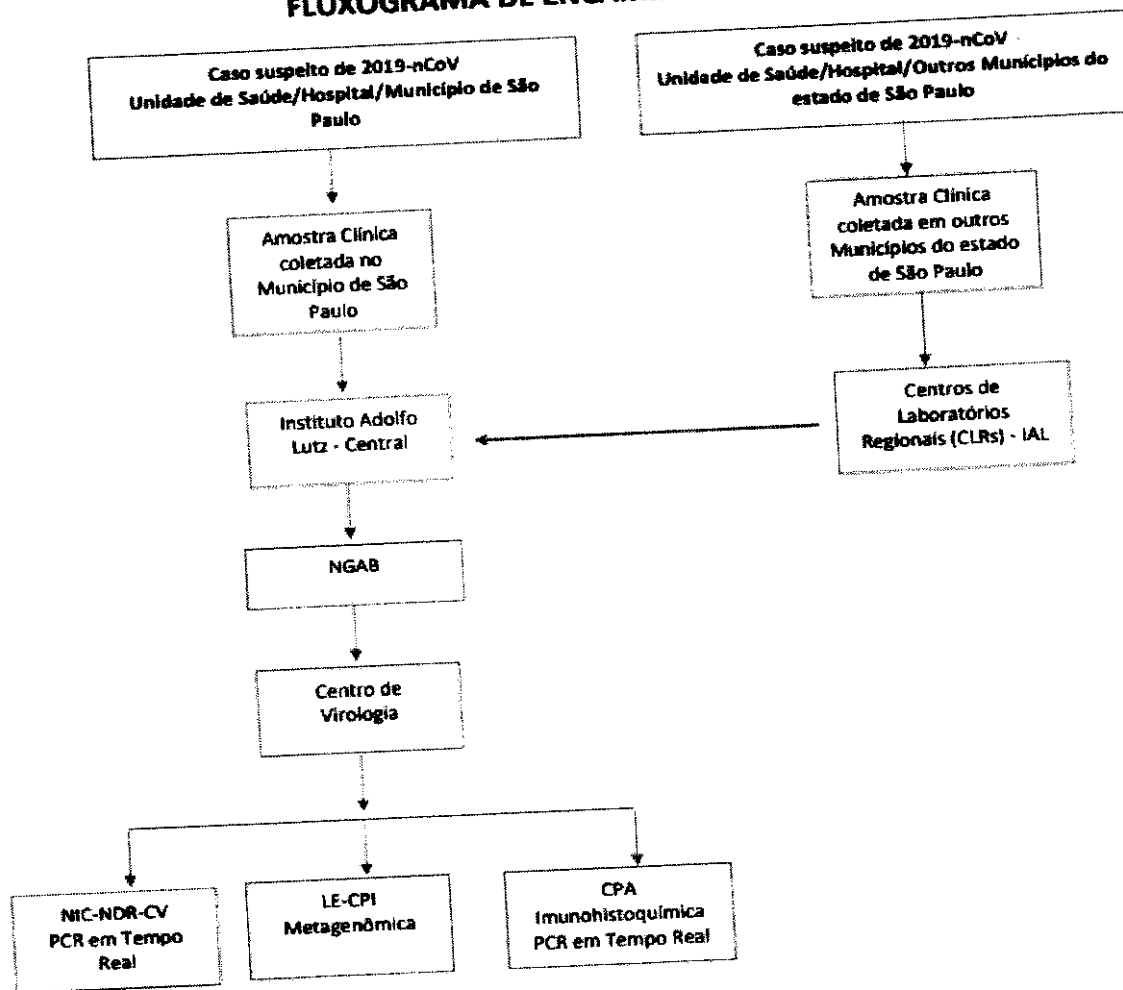 FLUXOGRAMA DE
Caso suspeito de 2019-nCoV
Unidade de Saúde/Hospital/Município de São
Paulo
Caso suspeito de 2019-nCoV
Unidade de Saúde/Hospital/Outros Municípios do
estado de São Paulo
Amostra Clínica
coletada no
Município de São
Paulo
Amostra Clínica
coletada em outros
Municípios do estado
de São Paulo
Instituto Adolfo
Lutz - Central
Centros de
Laboratórios
Regionais (CLRs) - IAL
NGAB
Centro de
Virologia
NIC-NDR-CV
PCR em Tempo
Real
LE-CPI
Metagenômica
CPA
Imunohistoquímica
PCR em Tempo Real